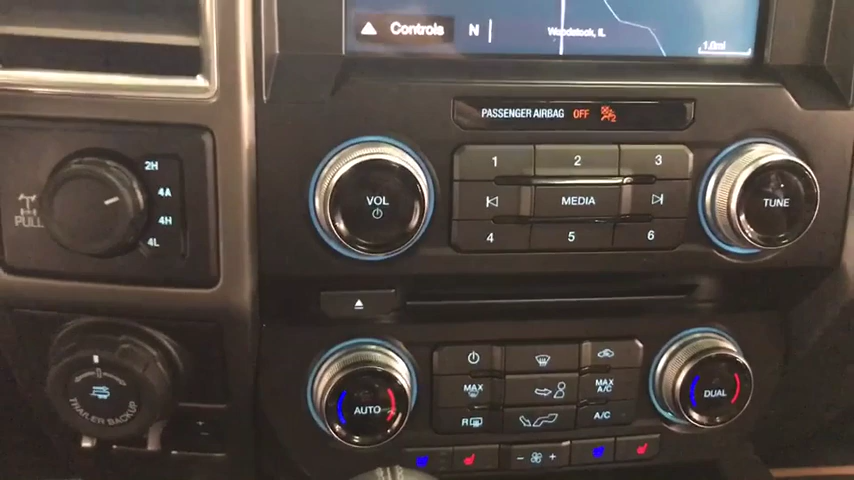 Controls N Woodstock, IL 1.0mi
PASSENGER AIRBAG OFF 2
2H
4A
4H
4L
PULL
VOL
1 2 3
MEDIA
4 5 6
TUNE
TRAILER BACKUP
AUTO
MAX
R
MAX A/C
A/C
DUAL
- +